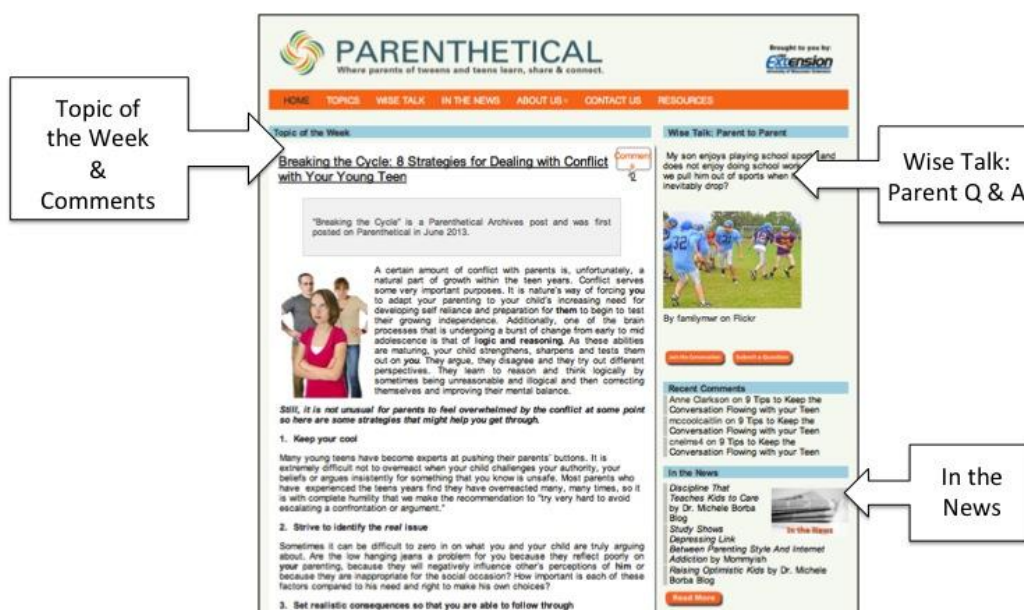 PARENTHETICAL
Where parents of tweens and teens learn, share & connect.
Brought to you by:
Extension
HOME TOPICS WISE TALK IN THE NEWS ABOUT US CONTACT US RESOURCES
Topic of
the Week
&
Comments
Topic of the Week
Breaking the Cycle: 8 Strategies for Dealing with Conflict
with Your Young Teen
"Breaking the Cycle" is a Parenthetical Archives post and was first
posted on Parenthetical in June 2013.
A certain amount of conflict with parents is, unfortunately, a
natural part of growth within the teen years. Conflict serves
some very important purposes. It is nature's way of forcing you
to adapt your parenting to your child's increasing need for
developing self reliance and preparation for them to begin to test
their growing independence. Additionally, one of the brain
processes that is undergoing a burst of change from early to mid
adolescence is that of logic and reasoning. As these abilities
are maturing, your child strengthens, sharpens and tests them
out on you. They argue, they disagree and they try out different
perspectives. They learn to reason and think logically by
sometimes being unreasonable and illogical and then correcting
themselves and improving their mental balance.
Still, it is not unusual for parents to feel overwhelmed by the conflict at some point
so here are some strategies that might help you get through.
1. Keep your cool
Many young teens have become experts at pushing their parents' buttons. It is
extremely difficult not to overreact when your child challenges your authority, your
beliefs or argues insistently for something that you know is unsafe. Most parents who
have experienced the teens years find they have overreacted many, many times, so it
is with complete humility that we make the recommendation to "try very hard to avoid
escalating a confrontation or argument."
2. Strive to identify the real issue
Sometimes it can be difficult to zero in on what you and your child are truly arguing
about. Are the low hanging jeans a problem for you because they reflect poorly on
your parenting, because they will negatively influence other's perceptions of him or
because they are inappropriate for the social occasion? How important is each of these
factors compared to his need and right to make his own choices?
3. Set realistic consequences so that you are able to follow through
Wise Talk: Parent to Parent
My son enjoys playing school and
does not enjoy doing school
we pull him out of sports when
inevitably drop?
By familymwr on Flickr
Join the Conversation Submit a Question
Wise Talk:
Parent Q & A
Recent Comments
Anne Clarkson on 9 Tips to Keep the
Conversation Flowing with your Teen
mccoolcaitlin on 9 Tips to Keep the
Conversation Flowing with your Teen
cnelms4 on 9 Tips to Keep the
Conversation Flowing with your Teen
In the News
Discipline That
Teaches Kids to Care
by Dr. Michele Borba
Blog
Study Shows
Depressing Link
Between Parenting Style And Internet
Addiction by Mommyish
Raising Optimistic Kids by Dr. Michele
Borba Blog
In the News
Read More
In the
News